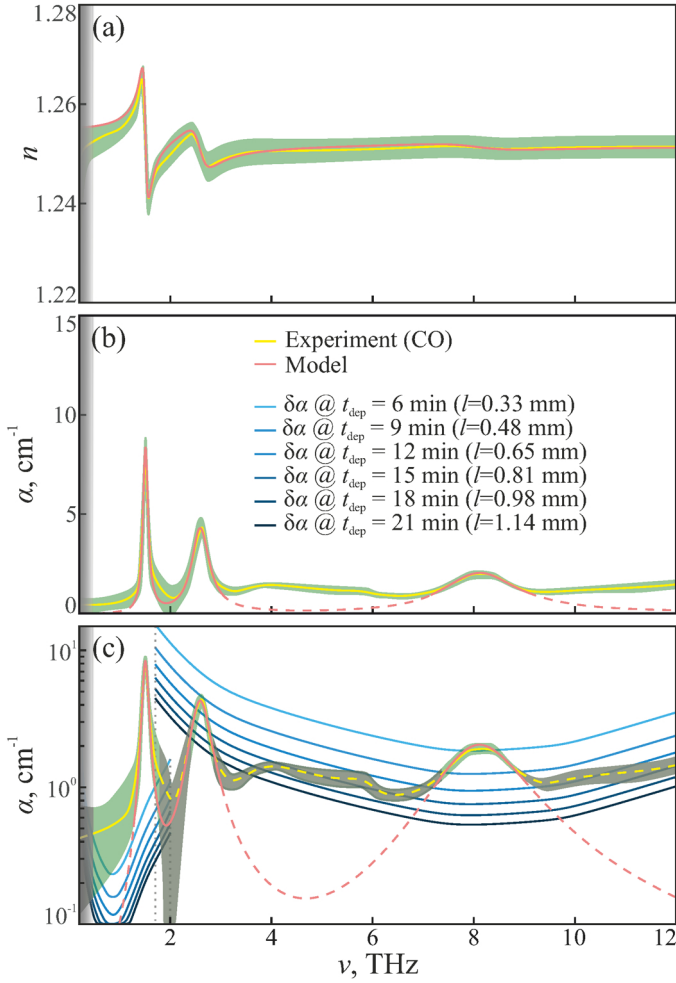 (a)
1.28
1.26
1.24
1.22
n
(b)
15
10
5
0
α, cm⁻¹
Experiment (CO)
Model
δα @ t_dep = 6 min (l=0.33 mm)
δα @ t_dep = 9 min (l=0.48 mm)
δα @ t_dep = 12 min (l=0.65 mm)
δα @ t_dep = 15 min (l=0.81 mm)
δα @ t_dep = 18 min (l=0.98 mm)
δα @ t_dep = 21 min (l=1.14 mm)
(c)
10¹
10⁰
10⁻¹
α, cm⁻¹
2 4 6 8 10 12
ν, THz